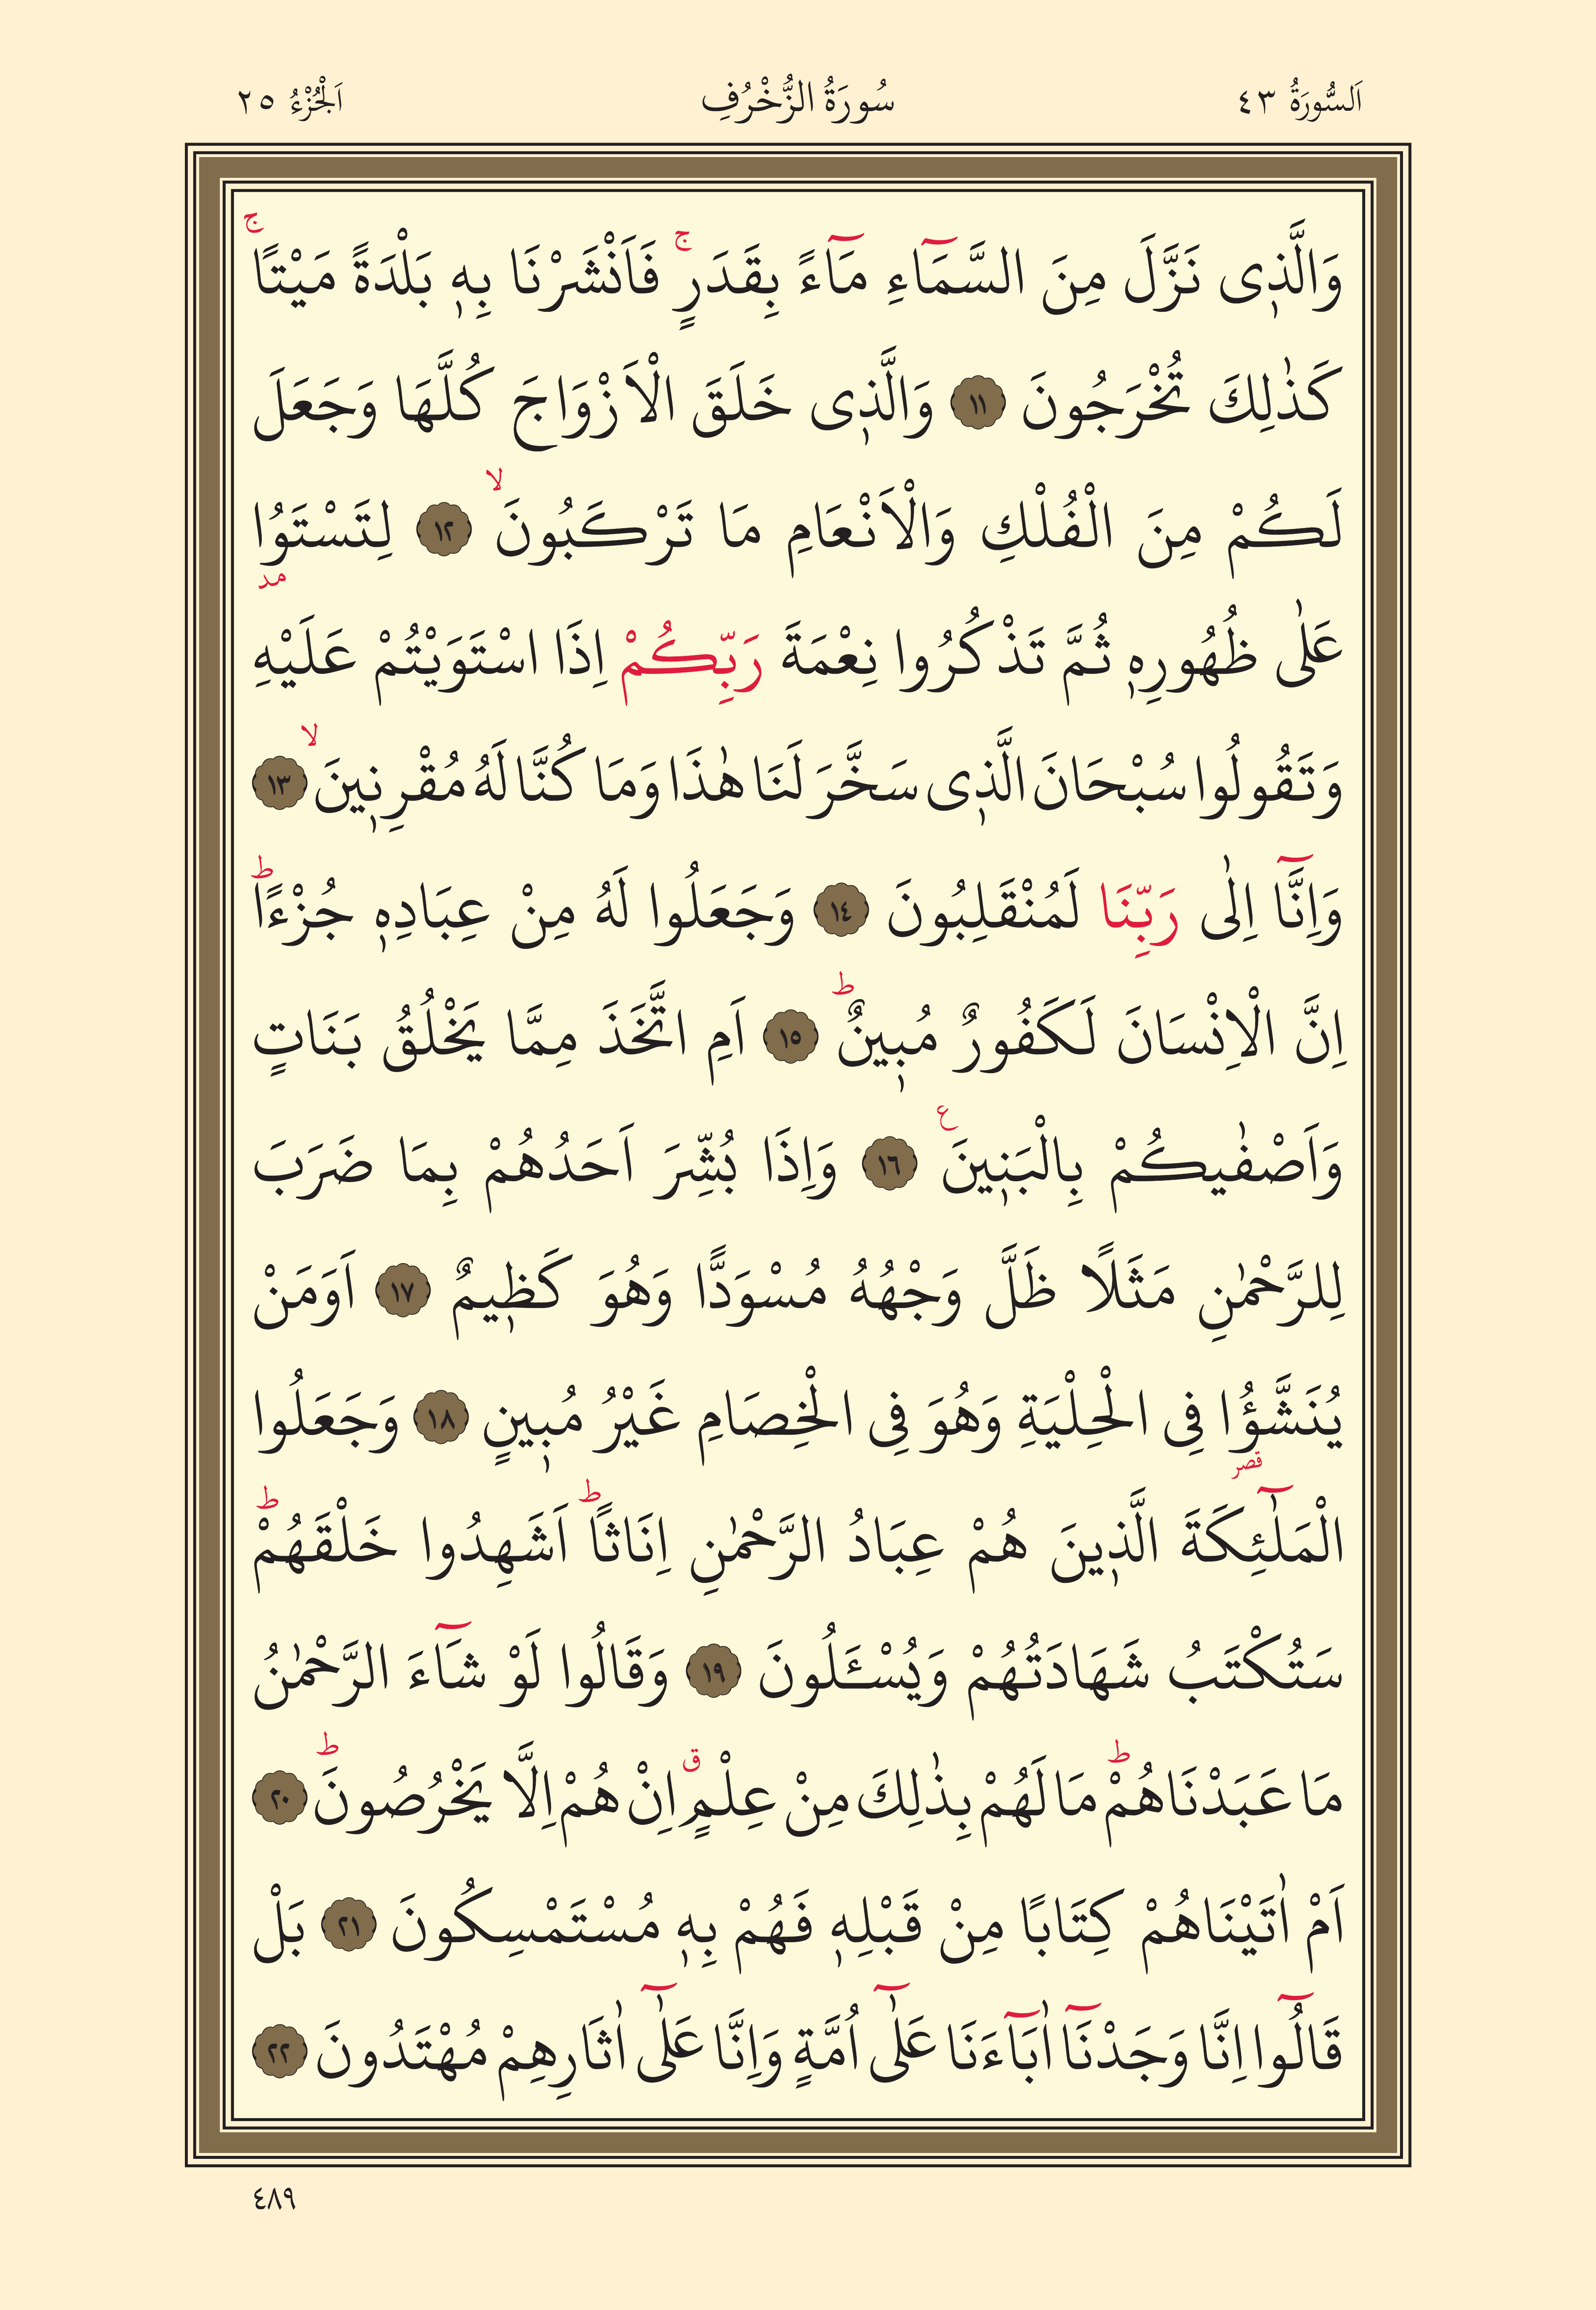 اَلسُّورَةُ ٤٣ سُورَةُ الزُّخْرُفِ اَلْجُزْءُ ٢٥
وَالَّذ۪ى نَزَّلَ مِنَ السَّمَٓاءِ مَٓاءً بِقَدَرٍۚ فَاَنْشَرْنَا بِه۪ بَلْدَةً مَيْتًاۚ
كَذٰلِكَ تُخْرَجُونَ ١١ وَالَّذ۪ى خَلَقَ الْاَزْوَاجَ كُلَّهَا وَجَعَلَ
لَكُمْ مِنَ الْفُلْكِ وَالْاَنْعَامِ مَا تَرْكَبُونَۙ ١٢ لِتَسْتَوُا
عَلٰى ظُهُورِه۪ ثُمَّ تَذْكُرُوا نِعْمَةَ رَبِّكُمْ اِذَا اسْتَوَيْتُمْ عَلَيْهِ
مد
وَتَقُولُوا سُبْحَانَ الَّذ۪ى سَخَّرَ لَنَا هٰذَا وَمَا كُنَّا لَهُ مُقْرِن۪ينَۙ ١٣
وَاِنَّٓا اِلٰى رَبِّنَا لَمُنْقَلِبُونَ ١٤ وَجَعَلُوا لَهُ مِنْ عِبَادِه۪ جُزْءًاؕ
اِنَّ الْاِنْسَانَ لَكَفُورٌ مُب۪ينٌؕ ١٥ اَمِ اتَّخَذَ مِمَّا يَخْلُقُ بَنَاتٍ
وَاَصْفٰيكُمْ بِالْبَن۪ينَ ع ١٦ وَاِذَا بُشِّرَ اَحَدُهُمْ بِمَا ضَرَبَ
لِلرَّحْمٰنِ مَثَلًا ظَلَّ وَجْهُهُ مُسْوَدًّا وَهُوَ كَظ۪يمٌ ١٧ اَوَمَنْ
يُنَشَّؤُا فِى الْحِلْيَةِ وَهُوَ فِى الْخِصَامِ غَيْرُ مُب۪ينٍ ١٨ وَجَعَلُوا
قصر
الْمَلٰٓئِكَةَ الَّذ۪ينَ هُمْ عِبَادُ الرَّحْمٰنِ اِنَاثًاؕ اَشَهِدُوا خَلْقَهُمْؕ
سَتُكْتَبُ شَهَادَتُهُمْ وَيُسْـَٔلُونَ ١٩ وَقَالُوا لَوْ شَٓاءَ الرَّحْمٰنُ
مَا عَبَدْنَاهُمْؕ مَا لَهُمْ بِذٰلِكَ مِنْ عِلْمٍ ق اِنْ هُمْ اِلَّا يَخْرُصُونَؕ ٢٠
اَمْ اٰتَيْنَاهُمْ كِتَابًا مِنْ قَبْلِه۪ فَهُمْ بِه۪ مُسْتَمْسِكُونَ ٢١ بَلْ
قَالُٓوا اِنَّا وَجَدْنَٓا اٰبَٓاءَنَا عَلٰٓى اُمَّةٍ وَاِنَّا عَلٰٓى اٰثَارِهِمْ مُهْتَدُونَ ٢٢
٤٨٩